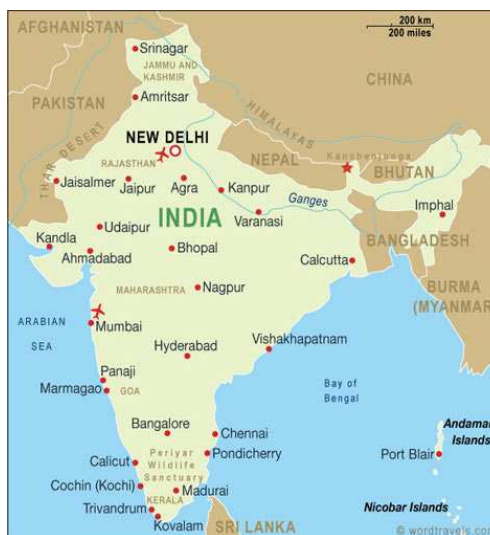 AFGHANISTAN
200 km
200 miles
Srinagar
JAMMU AND
KASHMIR
CHINA
PAKISTAN
Amritsar
HIMALAYAS
NEW DELHI
THAR DESERT
RAJASTHAN
NEPAL
Kanchenjunga
BHUTAN
Jaisalmer
Jaipur
Agra
Kanpur
Ganges
Imphal
Udaipur
INDIA
Varanasi
Kandla
BANGLADESH
Ahmadabad
Bhopal
Calcutta
MAHARASHTRA
Nagpur
BURMA
(MYANMAR)
ARABIAN
SEA
Mumbai
Hyderabad
Vishakhapatnam
Panaji
Marmagao
GOA
Bay of
Bengal
Bangalore
Chennai
Andaman
Islands
Periyar
Wildlife
Sanctuary
Pondicherry
Port Blair
Calicut
Cochin (Kochi)
KERALA
Madurai
Trivandrum
Kovalam
Nicobar Islands
SRI LANKA
© wordtravels.com